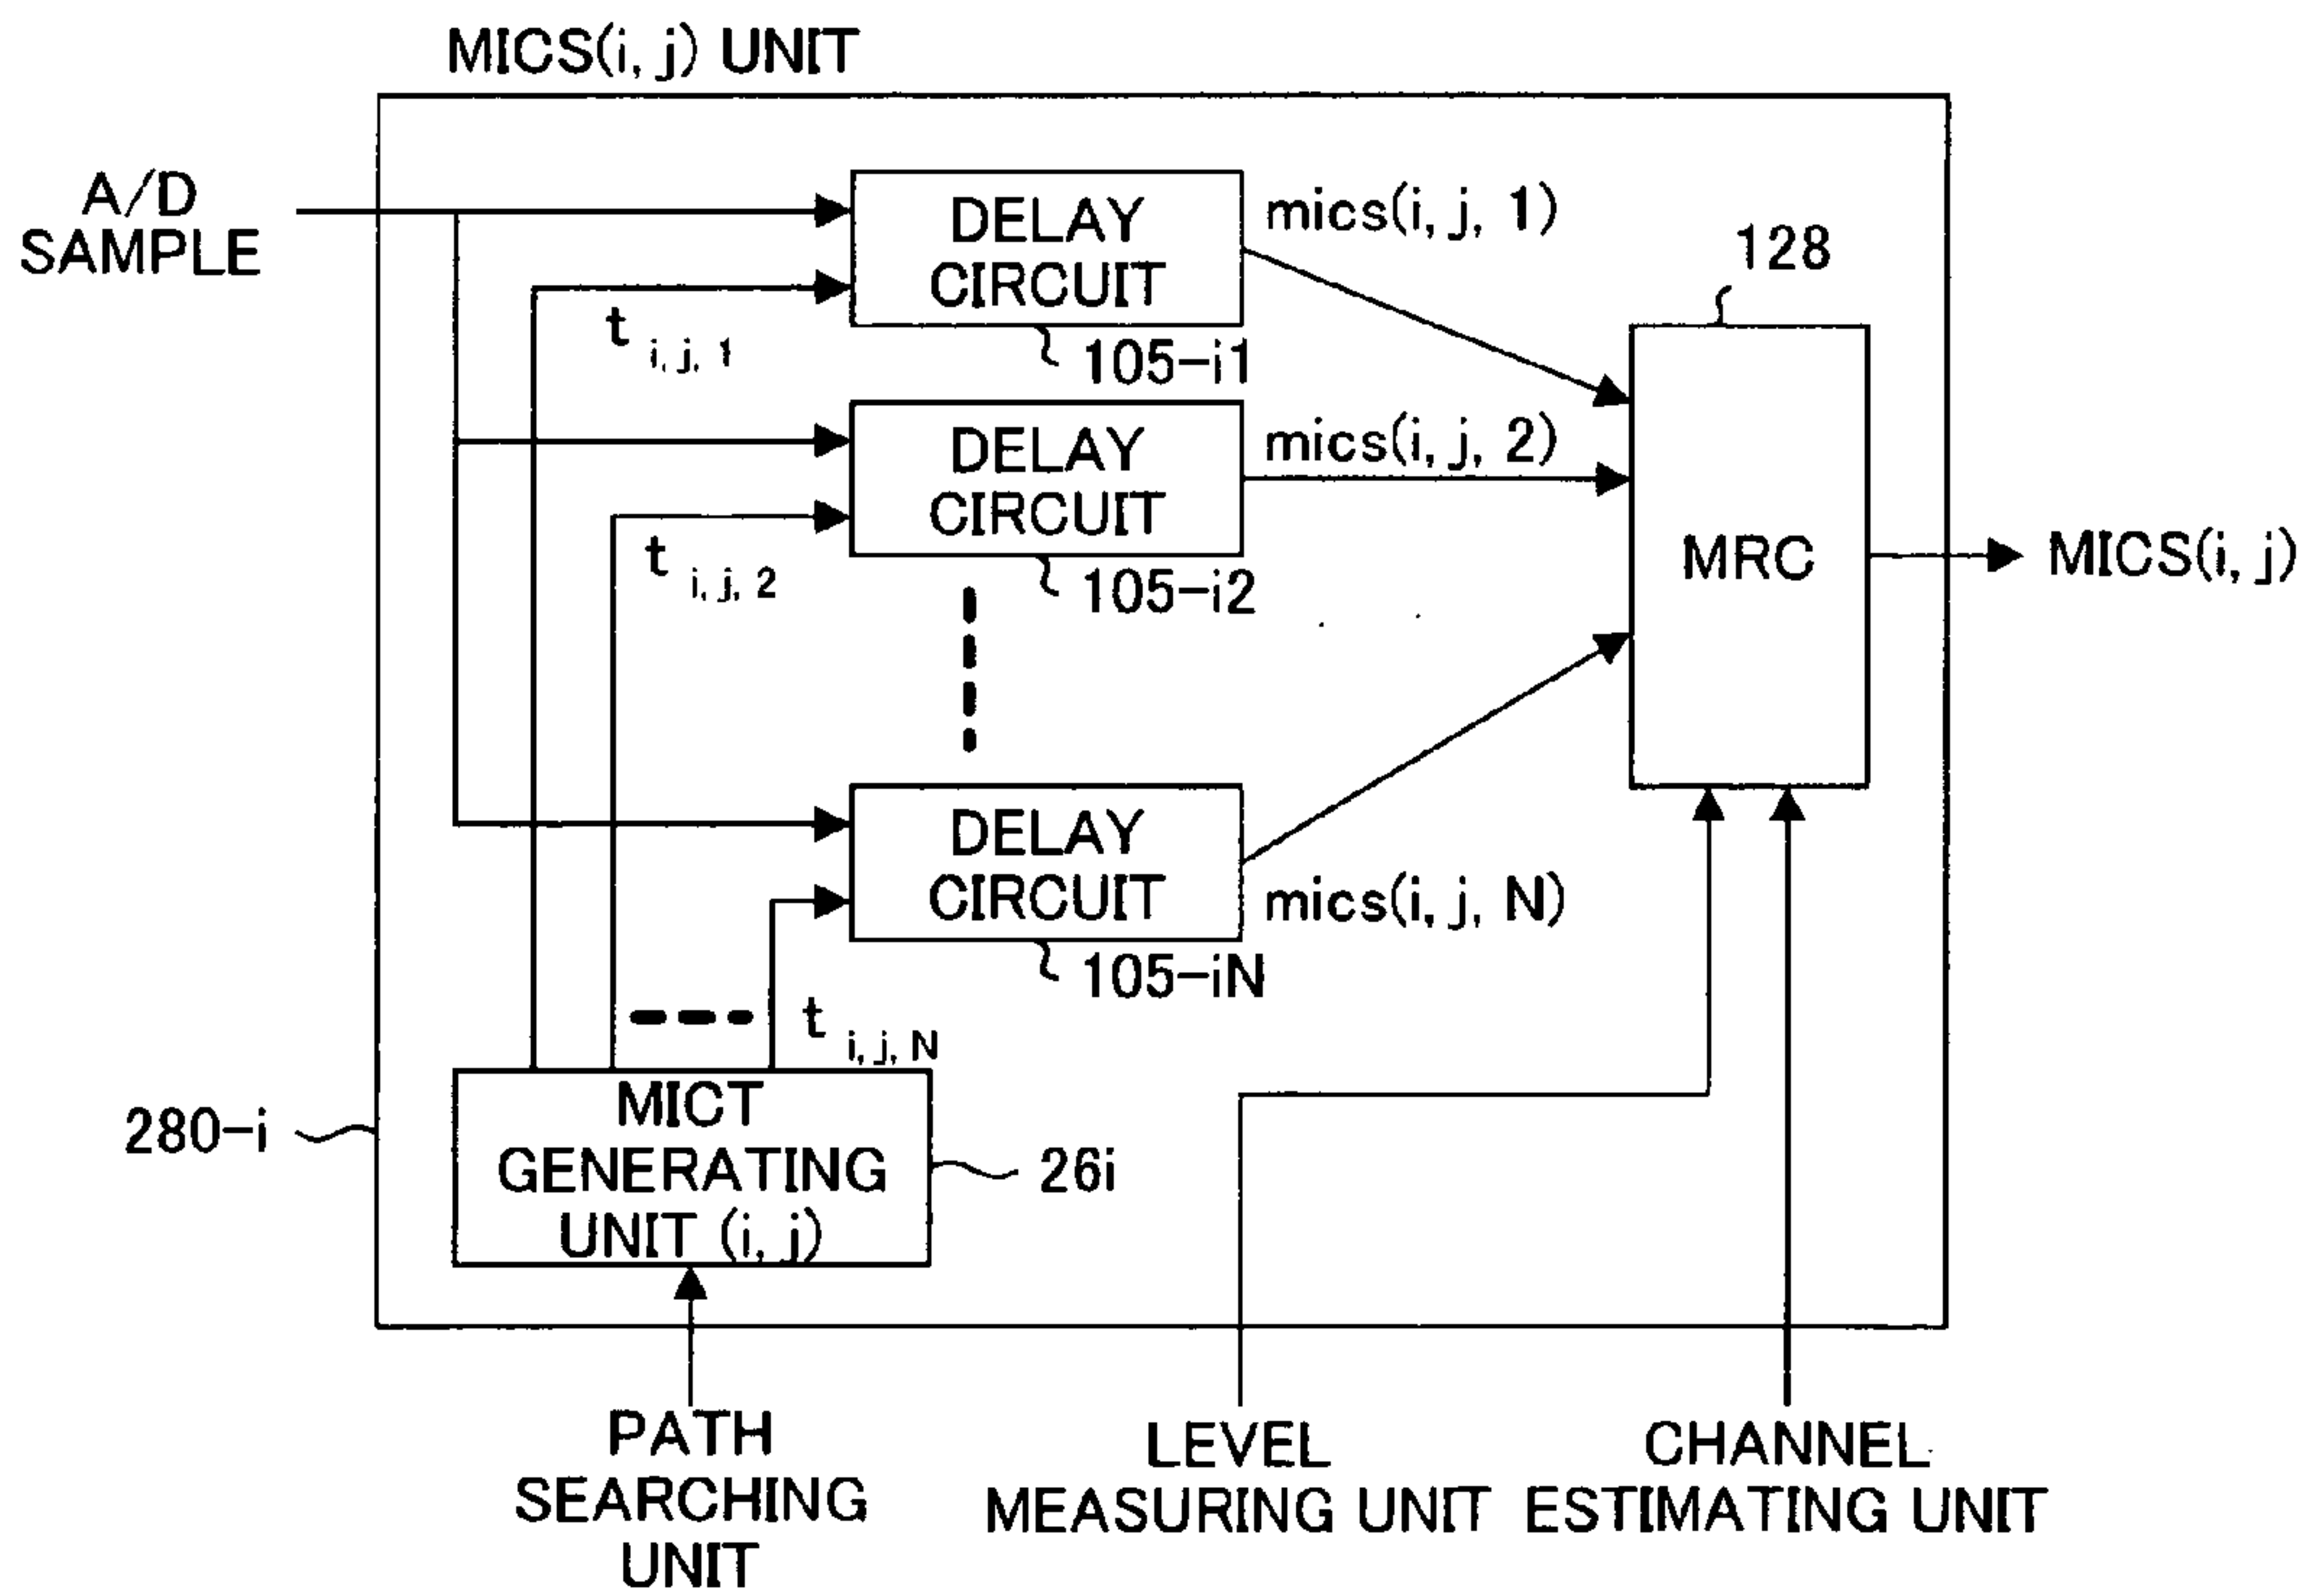 MICS(i, j) UNIT
A/D
SAMPLE
DELAY
CIRCUIT
mics(i, j, 1)
128
t i, j, 1
105-i1
DELAY
CIRCUIT
mics(i, j, 2)
MRC
MICS(i, j)
t i, j, 2
105-i2
DELAY
CIRCUIT
mics(i, j, N)
105-iN
t i, j, N
280-i
MICT
GENERATING
UNIT (i, j)
26i
PATH
SEARCHING
UNIT
LEVEL
MEASURING UNIT
CHANNEL
ESTIMATING UNIT